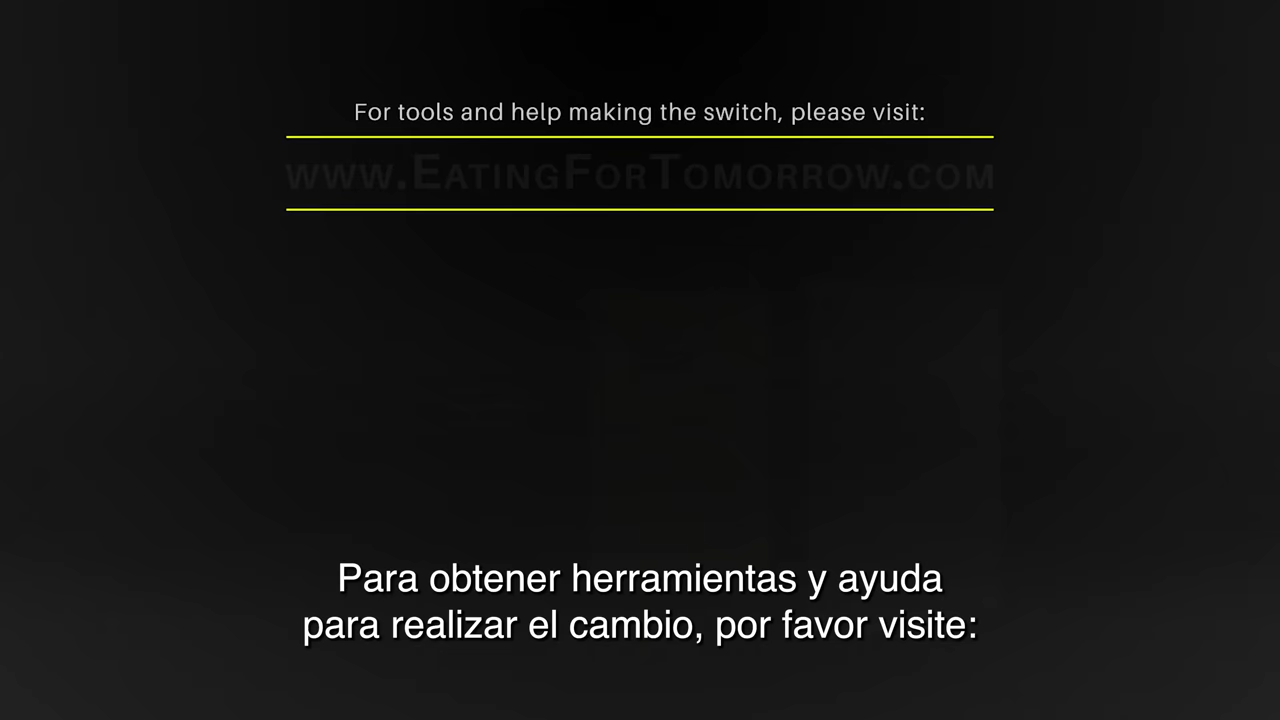 For tools and help making the switch, please visit:
www.EatingForTomorrow.com
Para obtener herramientas y ayuda
para realizar el cambio, por favor visite: